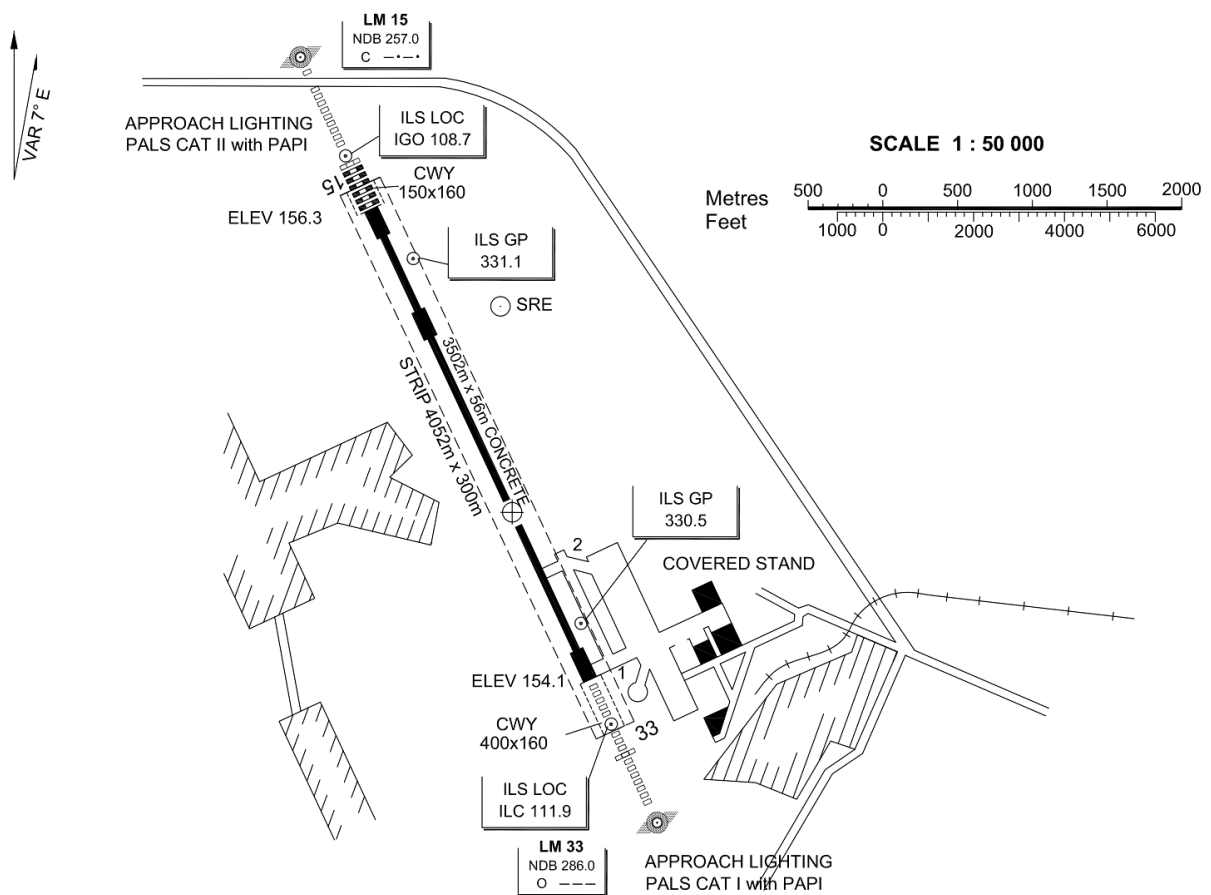 LM 15
NDB 257.0
C —•—•
VAR 7° E
APPROACH LIGHTING
PALS CAT II with PAPI
ILS LOC
IGO 108.7
SCALE 1 : 50 000
15
CWY
150x160
Metres
500 0 500 1000 1500 2000
Feet
1000 0 2000 4000 6000
ELEV 156.3
ILS GP
331.1
SRE
3502m x 56m CONCRETE
STRIP 4052m x 300m
ILS GP
330.5
2
COVERED STAND
ELEV 154.1
1
CWY
400x160
33
ILS LOC
ILC 111.9
LM 33
NDB 286.0
O ———
APPROACH LIGHTING
PALS CAT I with PAPI